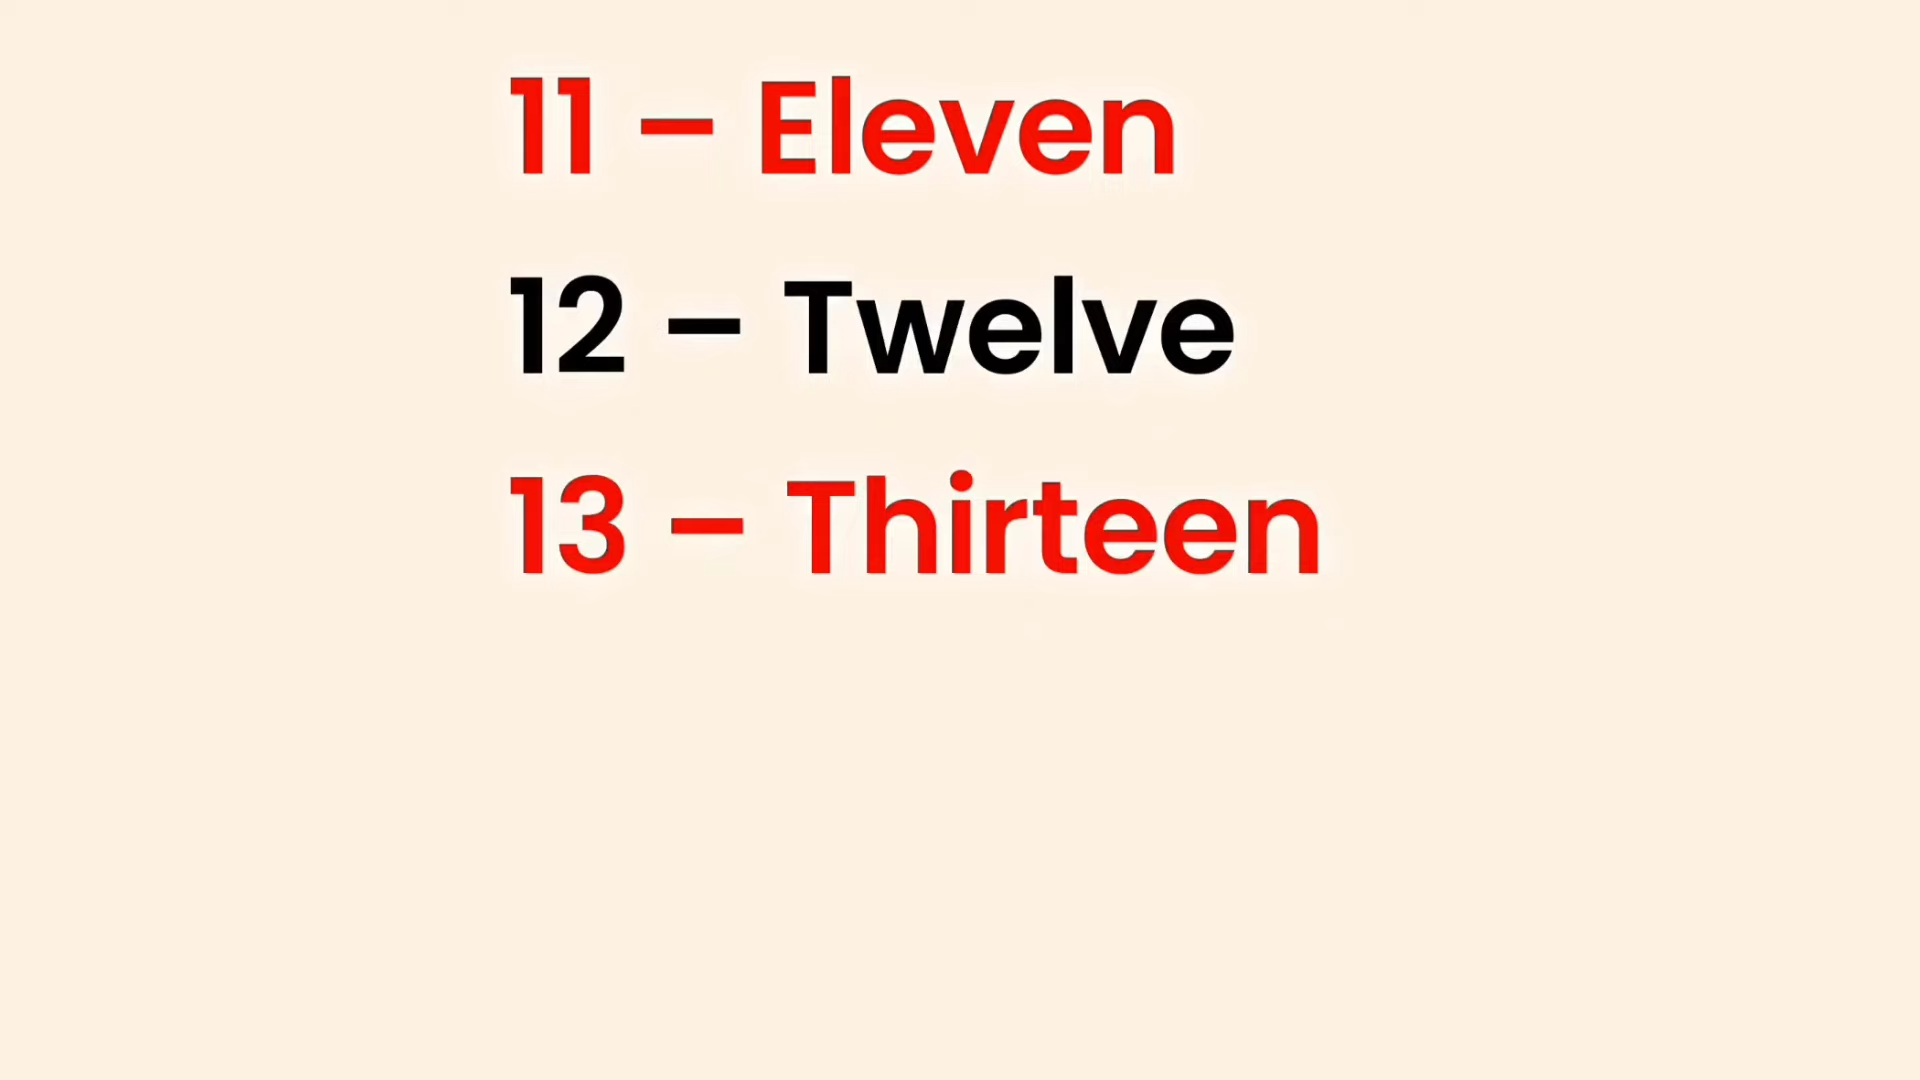 11 – Eleven
12 – Twelve
13 – Thirteen